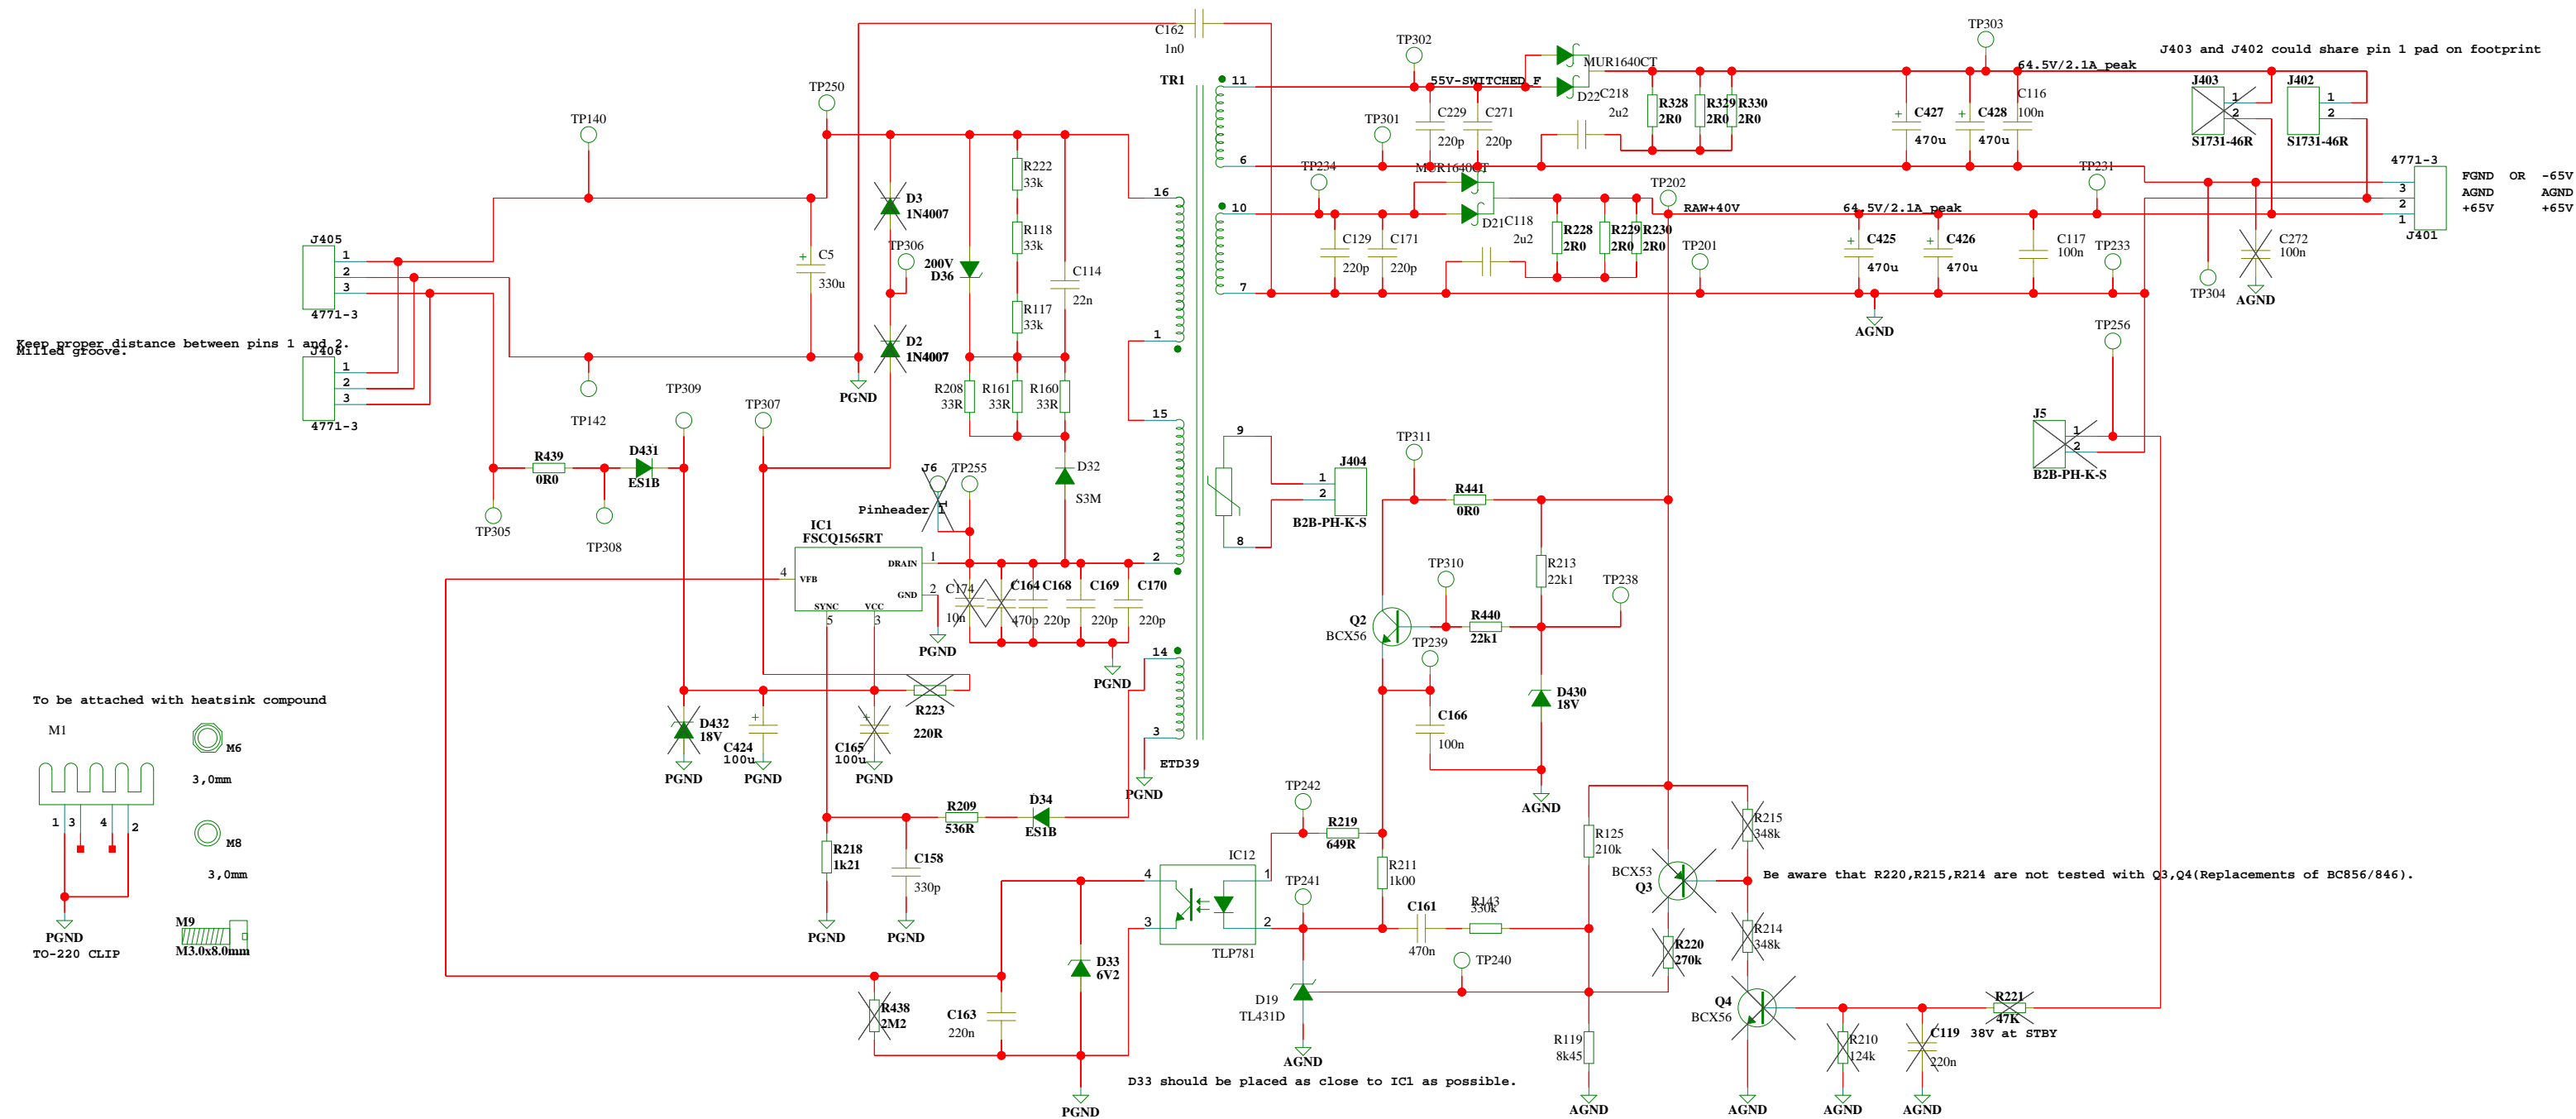 C162
1n0
TP303
TP302
J403 and J402 could share pin 1 pad on footprint
MUR1640CT
64.5V/2.1A_peak
TR1
11
55V-SWITCHED_F
D22
C218
2u2
R328
2R0
R329
2R0
R330
2R0
C427
470u
C428
470u
C116
100n
J403
1
2
S1731-46R
J402
1
2
S1731-46R
TP250
TP140
TP301
C229
220p
C271
220p
6
TP234
MUR1640CT
TP202
TP231
4771-3
3
2
1
J401
FGND OR -65V
AGND AGND
+65V +65V
R222
33k
D3
1N4007
16
10
RAW+40V
64.5V/2.1A_peak
D21
C118
2u2
R228
2R0
R229
2R0
R230
2R0
TP201
C425
470u
C426
470u
C117
100n
TP233
C272
100n
AGND
TP304
J405
1
2
3
4771-3
C5
330u
TP306
200V
D36
R118
33k
C114
22n
C129
220p
C171
220p
7
R117
33k
AGND
TP256
Keep proper distance between pins 1 and 2.
Milled groove.
J406
1
2
3
4771-3
D2
1N4007
1
PGND
TP142
TP309
TP307
R208
33R
R161
33R
R160
33R
15
9
TP311
J5
1
2
B2B-PH-K-S
R439
0R0
D431
ES1B
J6
TP255
Pinheader 1
D32
S3M
J404
1
2
B2B-PH-K-S
R441
0R0
TP305
TP308
IC1
FSCQ1565RT
DRAIN
1
GND
2
4
VFB
SYNC
5
VCC
3
2
8
PGND
C174
10n
C164
470p
C168
220p
C169
220p
C170
220p
PGND
R213
22k1
TP310
TP238
Q2
BCX56
R440
22k1
TP239
14
3
ETD39
PGND
To be attached with heatsink compound
M1
1
3
4
2
PGND
TO-220 CLIP
M6
3,0mm
M8
3,0mm
M9
M3.0x8.0mm
D432
18V
PGND
C424
100u
PGND
C165
100u
PGND
R223
220R
C166
100n
D430
18V
AGND
R209
536R
D34
ES1B
R218
1k21
PGND
C158
330p
PGND
TP242
R219
649R
IC12
4
3
1
2
TLP781
R211
1k00
TP241
C161
470n
R143
330k
R125
210k
R215
348k
BCX53
Q3
Be aware that R220,R215,R214 are not tested with Q3,Q4(Replacements of BC856/846).
R220
270k
R214
348k
D33
6V2
PGND
R438
2M2
C163
220n
TP240
D19
TL431D
AGND
R119
8k45
AGND
Q4
BCX56
AGND
R210
124k
AGND
C119
220n
AGND
R221
47K
38V at STBY
D33 should be placed as close to IC1 as possible.